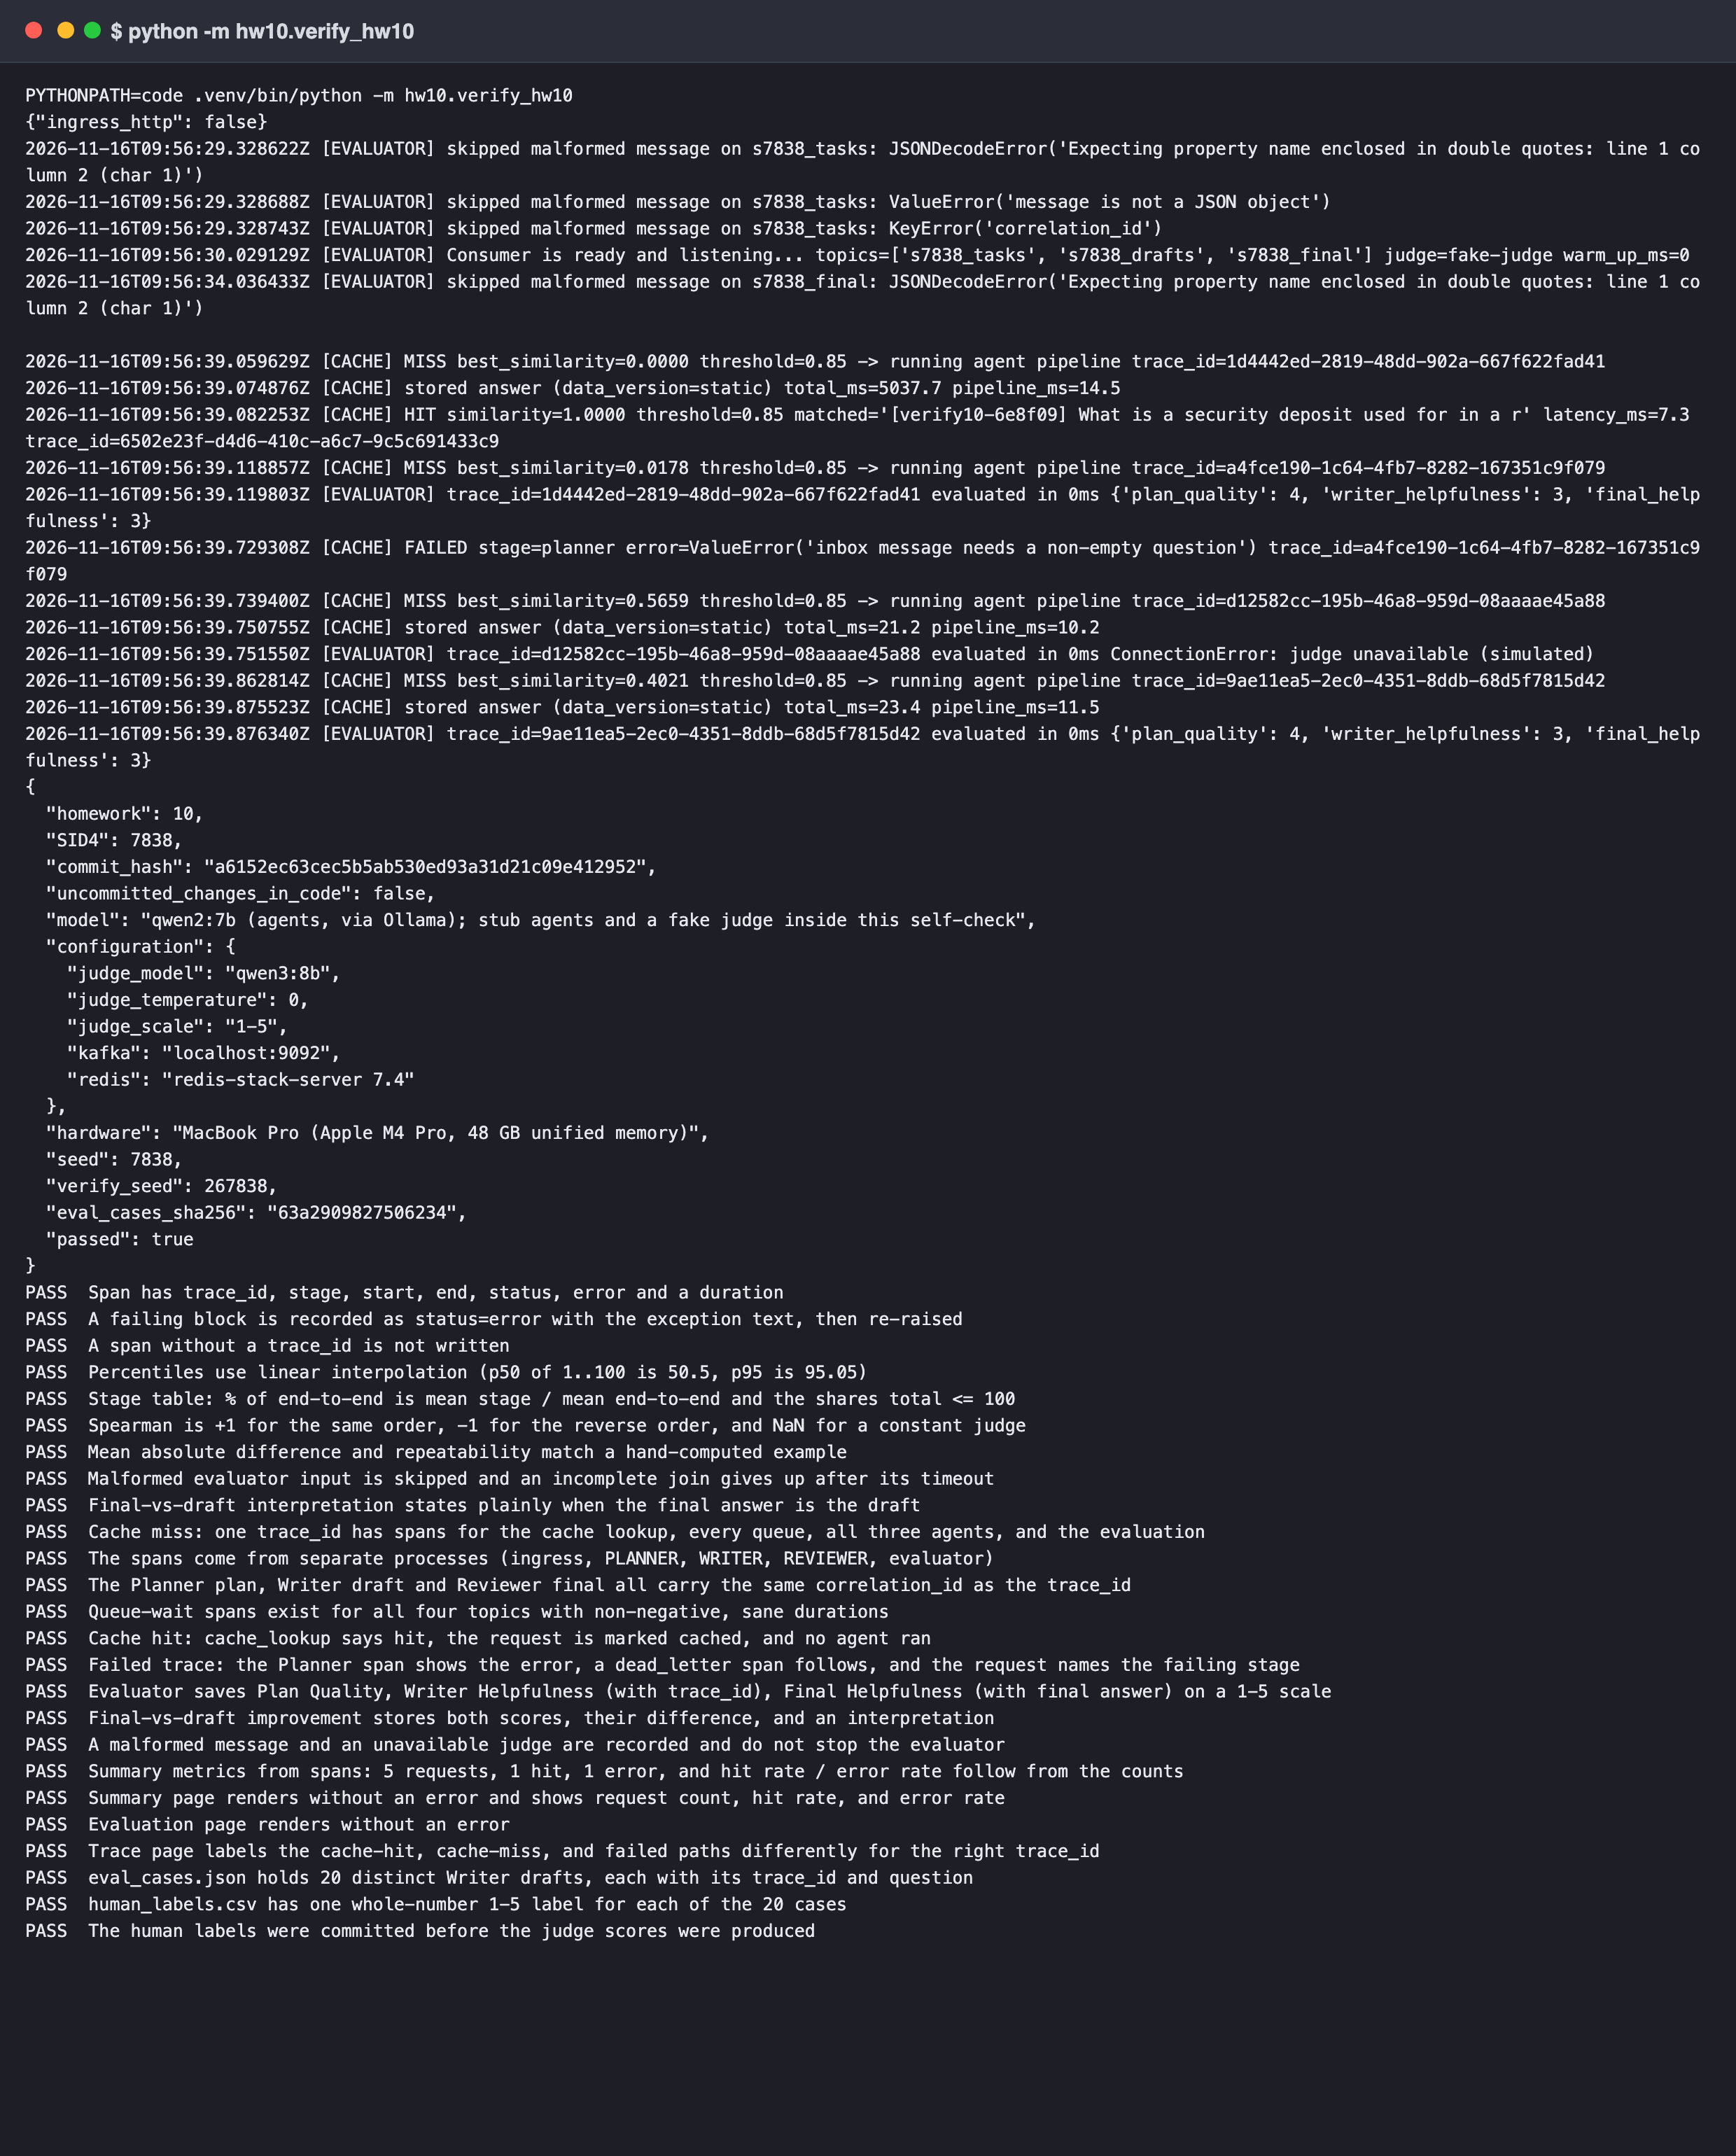 $ python -m hw10.verify_hw10
PYTHONPATH=code .venv/bin/python -m hw10.verify_hw10
{"ingress_http": false}
2026-11-16T09:56:29.328622Z [EVALUATOR] skipped malformed message on s7838_tasks: JSONDecodeError('Expecting property name enclosed in double quotes: line 1 co
lumn 2 (char 1)')
2026-11-16T09:56:29.328688Z [EVALUATOR] skipped malformed message on s7838_tasks: ValueError('message is not a JSON object')
2026-11-16T09:56:29.328743Z [EVALUATOR] skipped malformed message on s7838_tasks: KeyError('correlation_id')
2026-11-16T09:56:30.029129Z [EVALUATOR] Consumer is ready and listening... topics=['s7838_tasks', 's7838_drafts', 's7838_final'] judge=fake-judge warm_up_ms=0
2026-11-16T09:56:34.036433Z [EVALUATOR] skipped malformed message on s7838_final: JSONDecodeError('Expecting property name enclosed in double quotes: line 1 co
lumn 2 (char 1)')
2026-11-16T09:56:39.059629Z [CACHE] MISS best_similarity=0.0000 threshold=0.85 -> running agent pipeline trace_id=1d4442ed-2819-48dd-902a-667f622fad41
2026-11-16T09:56:39.074876Z [CACHE] stored answer (data_version=static) total_ms=5037.7 pipeline_ms=14.5
2026-11-16T09:56:39.082253Z [CACHE] HIT similarity=1.0000 threshold=0.85 matched='[verify10-6e8f09] What is a security deposit used for in a r' latency_ms=7.3
trace_id=6502e23f-d4d6-410c-a6c7-9c5c691433c9
2026-11-16T09:56:39.118857Z [CACHE] MISS best_similarity=0.0178 threshold=0.85 -> running agent pipeline trace_id=a4fce190-1c64-4fb7-8282-167351c9f079
2026-11-16T09:56:39.119803Z [EVALUATOR] trace_id=1d4442ed-2819-48dd-902a-667f622fad41 evaluated in 0ms {'plan_quality': 4, 'writer_helpfulness': 3, 'final_help
fulness': 3}
2026-11-16T09:56:39.729308Z [CACHE] FAILED stage=planner error=ValueError('inbox message needs a non-empty question') trace_id=a4fce190-1c64-4fb7-8282-167351c9
f079
2026-11-16T09:56:39.739400Z [CACHE] MISS best_similarity=0.5659 threshold=0.85 -> running agent pipeline trace_id=d12582cc-195b-46a8-959d-08aaaae45a88
2026-11-16T09:56:39.750755Z [CACHE] stored answer (data_version=static) total_ms=21.2 pipeline_ms=10.2
2026-11-16T09:56:39.751550Z [EVALUATOR] trace_id=d12582cc-195b-46a8-959d-08aaaae45a88 evaluated in 0ms ConnectionError: judge unavailable (simulated)
2026-11-16T09:56:39.862814Z [CACHE] MISS best_similarity=0.4021 threshold=0.85 -> running agent pipeline trace_id=9ae11ea5-2ec0-4351-8ddb-68d5f7815d42
2026-11-16T09:56:39.875523Z [CACHE] stored answer (data_version=static) total_ms=23.4 pipeline_ms=11.5
2026-11-16T09:56:39.876340Z [EVALUATOR] trace_id=9ae11ea5-2ec0-4351-8ddb-68d5f7815d42 evaluated in 0ms {'plan_quality': 4, 'writer_helpfulness': 3, 'final_help
fulness': 3}
{
  "homework": 10,
  "SID4": 7838,
  "commit_hash": "a6152ec63cec5b5ab530ed93a31d21c09e412952",
  "uncommitted_changes_in_code": false,
  "model": "qwen2:7b (agents, via Ollama); stub agents and a fake judge inside this self-check",
  "configuration": {
    "judge_model": "qwen3:8b",
    "judge_temperature": 0,
    "judge_scale": "1-5",
    "kafka": "localhost:9092",
    "redis": "redis-stack-server 7.4"
  },
  "hardware": "MacBook Pro (Apple M4 Pro, 48 GB unified memory)",
  "seed": 7838,
  "verify_seed": 267838,
  "eval_cases_sha256": "63a2909827506234",
  "passed": true
}
PASS  Span has trace_id, stage, start, end, status, error and a duration
PASS  A failing block is recorded as status=error with the exception text, then re-raised
PASS  A span without a trace_id is not written
PASS  Percentiles use linear interpolation (p50 of 1..100 is 50.5, p95 is 95.05)
PASS  Stage table: % of end-to-end is mean stage / mean end-to-end and the shares total <= 100
PASS  Spearman is +1 for the same order, -1 for the reverse order, and NaN for a constant judge
PASS  Mean absolute difference and repeatability match a hand-computed example
PASS  Malformed evaluator input is skipped and an incomplete join gives up after its timeout
PASS  Final-vs-draft interpretation states plainly when the final answer is the draft
PASS  Cache miss: one trace_id has spans for the cache lookup, every queue, all three agents, and the evaluation
PASS  The spans come from separate processes (ingress, PLANNER, WRITER, REVIEWER, evaluator)
PASS  The Planner plan, Writer draft and Reviewer final all carry the same correlation_id as the trace_id
PASS  Queue-wait spans exist for all four topics with non-negative, sane durations
PASS  Cache hit: cache_lookup says hit, the request is marked cached, and no agent ran
PASS  Failed trace: the Planner span shows the error, a dead_letter span follows, and the request names the failing stage
PASS  Evaluator saves Plan Quality, Writer Helpfulness (with trace_id), Final Helpfulness (with final answer) on a 1-5 scale
PASS  Final-vs-draft improvement stores both scores, their difference, and an interpretation
PASS  A malformed message and an unavailable judge are recorded and do not stop the evaluator
PASS  Summary metrics from spans: 5 requests, 1 hit, 1 error, and hit rate / error rate follow from the counts
PASS  Summary page renders without an error and shows request count, hit rate, and error rate
PASS  Evaluation page renders without an error
PASS  Trace page labels the cache-hit, cache-miss, and failed paths differently for the right trace_id
PASS  eval_cases.json holds 20 distinct Writer drafts, each with its trace_id and question
PASS  human_labels.csv has one whole-number 1-5 label for each of the 20 cases
PASS  The human labels were committed before the judge scores were produced